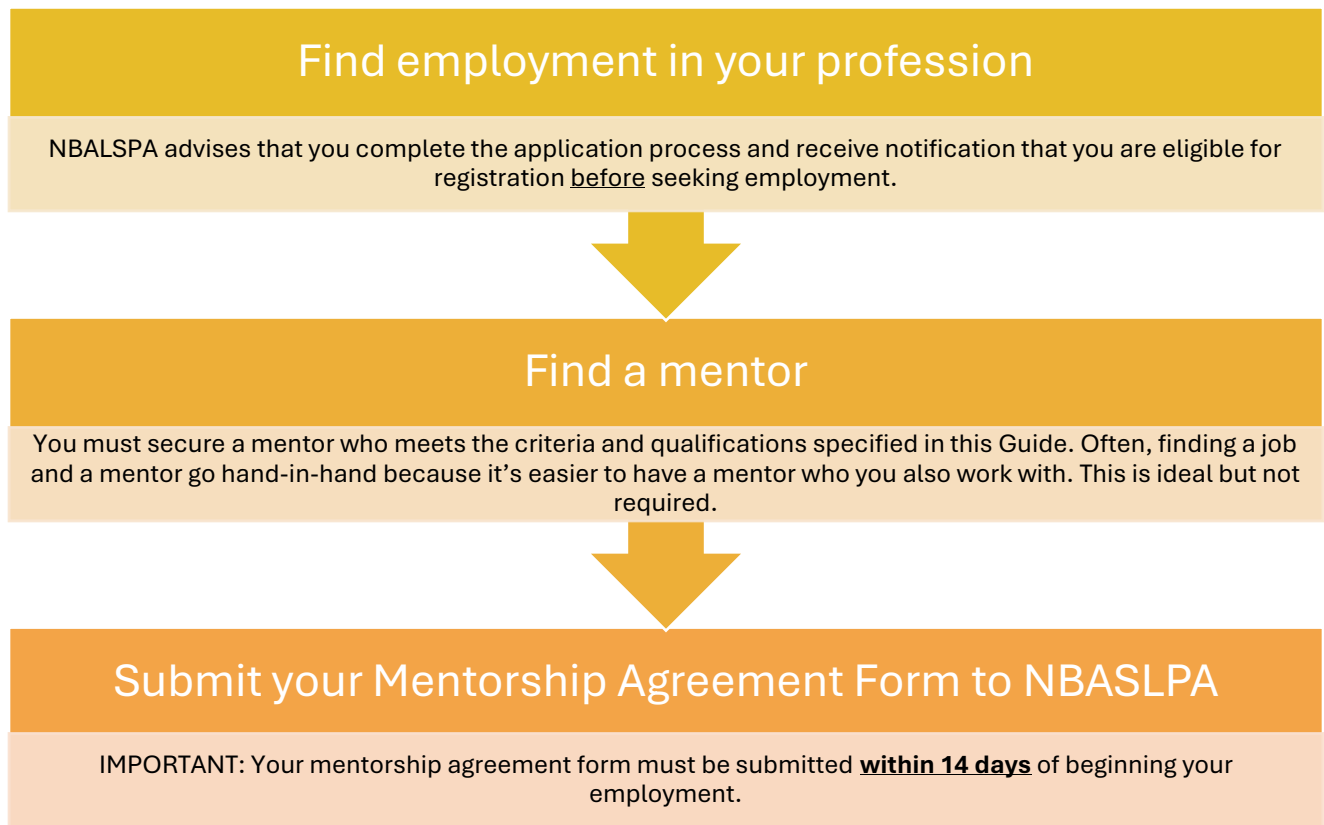 Find employment in your profession
NBALSPA advises that you complete the application process and receive notification that you are eligible for
registration before seeking employment.
Find a mentor
You must secure a mentor who meets the criteria and qualifications specified in this Guide. Often, finding a job
and a mentor go hand-in-hand because it’s easier to have a mentor who you also work with. This is ideal but not
required.
Submit your Mentorship Agreement Form to NBASLPA
IMPORTANT: Your mentorship agreement form must be submitted within 14 days of beginning your
employment.